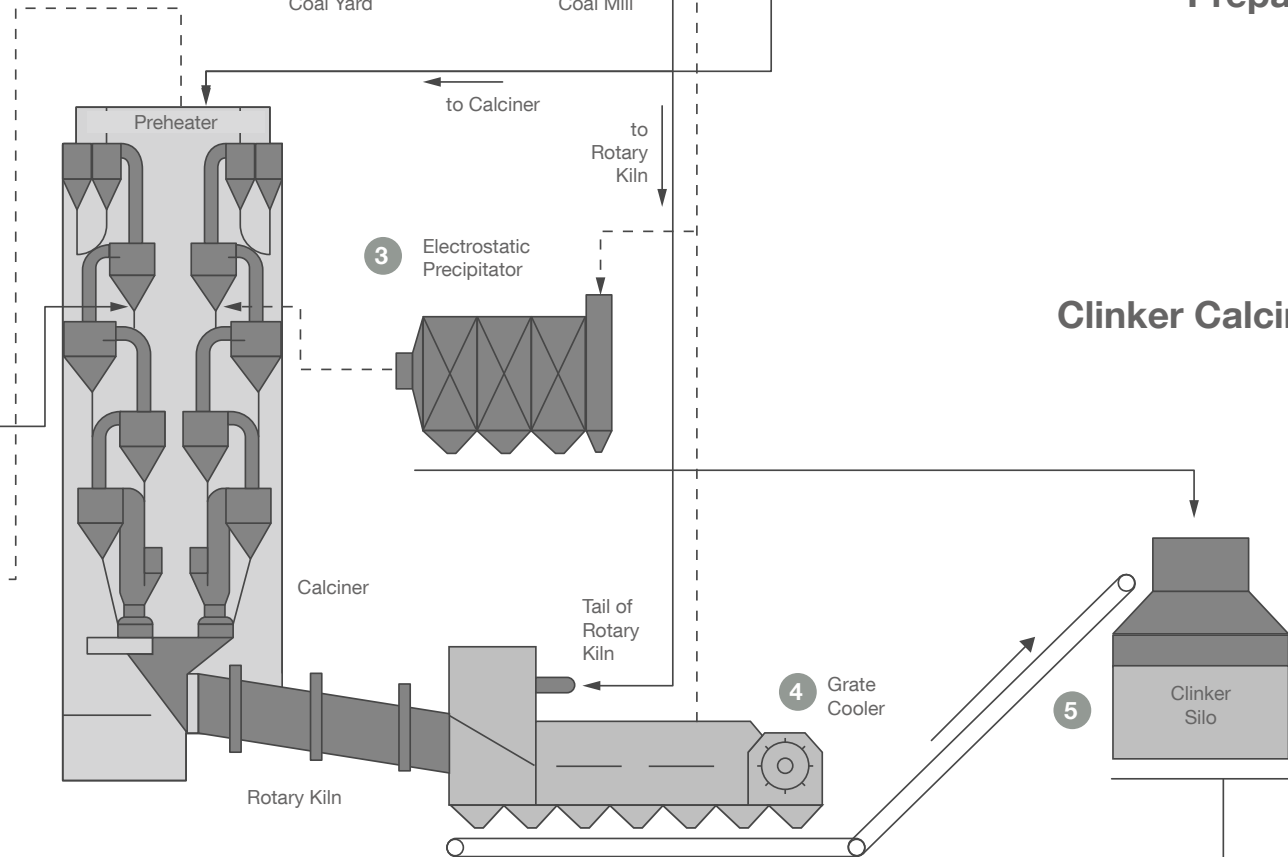 Coal Yard
Coal Mill
Prepa
to Calciner
Preheater
to
Rotary
Kiln
3
Electrostatic
Precipitator
Clinker Calcin
Calciner
Tail of
Rotary
Kiln
4
Grate
Cooler
5
Clinker
Silo
Rotary Kiln